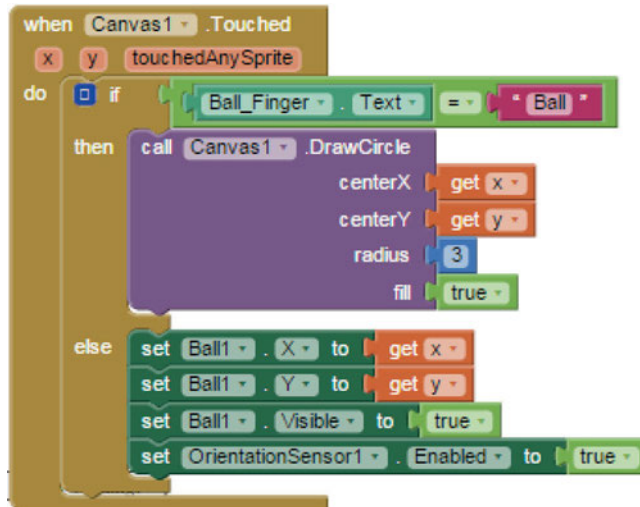 when Canvas1 .Touched
x y touchedAnySprite
do if Ball_Finger . Text = " Ball "
then call Canvas1 .DrawCircle
centerX get x
centerY get y
radius 3
fill true
else set Ball1 . X to get x
set Ball1 . Y to get y
set Ball1 . Visible to true
set OrientationSensor1 . Enabled to true